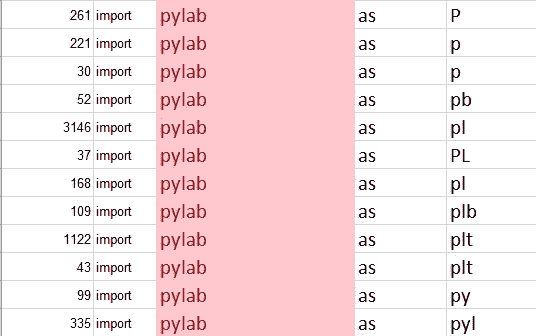 261 import pylab as P
221 import pylab as p
30 import pylab as p
52 import pylab as pb
3146 import pylab as pl
37 import pylab as PL
168 import pylab as pl
109 import pylab as plb
1122 import pylab as plt
43 import pylab as plt
99 import pylab as py
335 import pylab as pyl